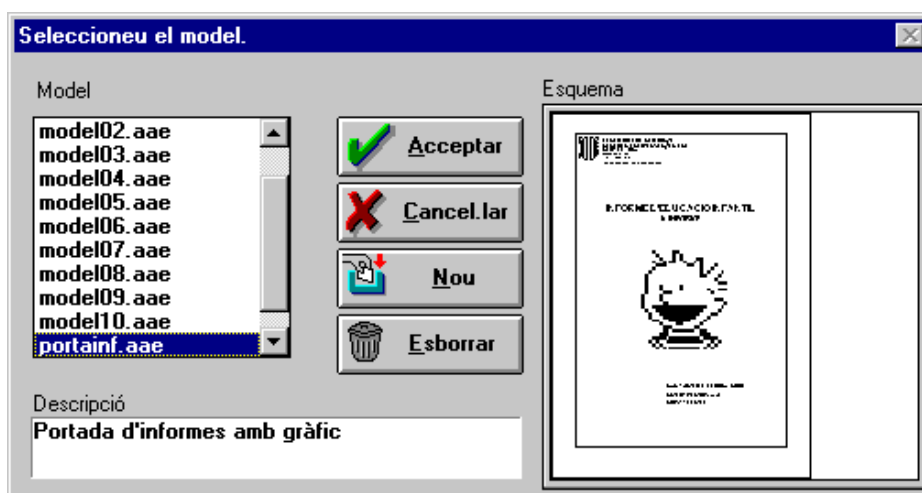 Seleccioneu el model.
Model
model02.aae
model03.aae
model04.aae
model05.aae
model06.aae
model07.aae
model08.aae
model09.aae
model10.aae
portainf.aae
Acceptar
Cancel.lar
Nou
Esborrar
Descripció
Portada d'informes amb gràfic
Esquema